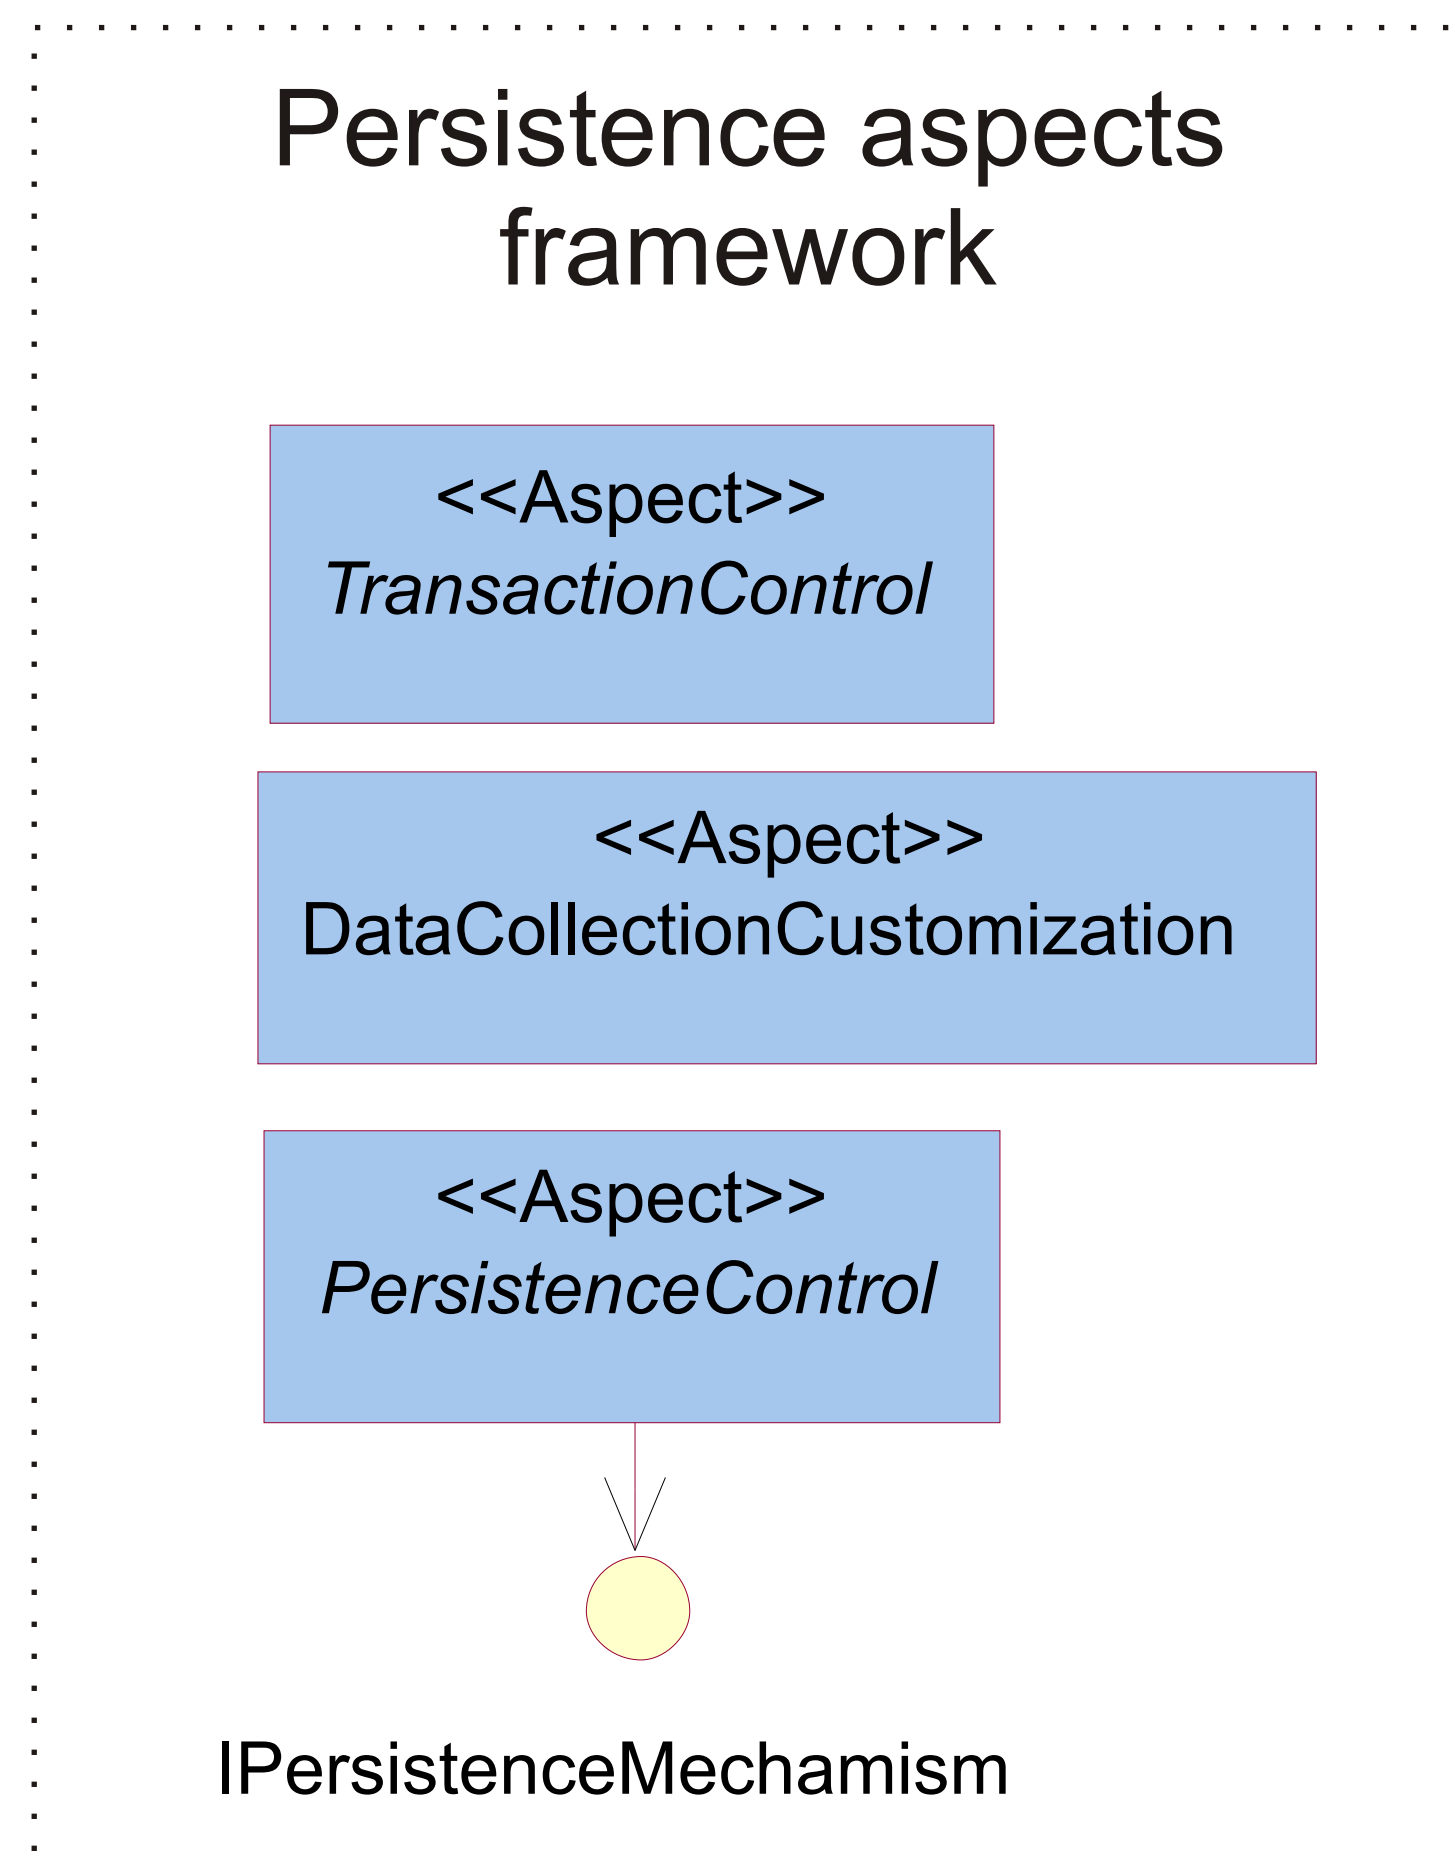 Persistence aspects
framework
<<Aspect>>
TransactionControl
<<Aspect>>
DataCollectionCustomization
<<Aspect>>
PersistenceControl
IPersistenceMechamism